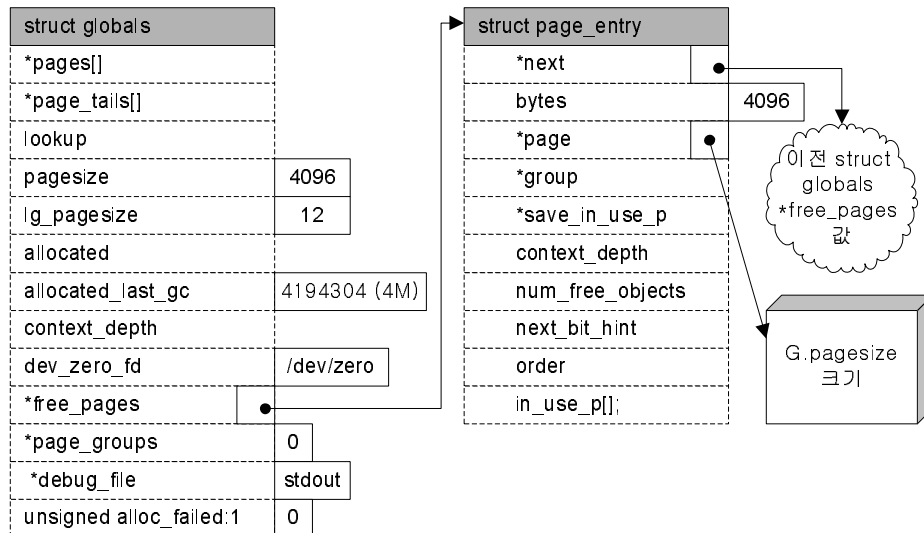 struct globals
*pages[]
*page_tails[]
lookup
pagesize 4096
lg_pagesize 12
allocated
allocated_last_gc 4194304 (4M)
context_depth
dev_zero_fd /dev/zero
*free_pages
*page_groups 0
*debug_file stdout
unsigned alloc_failed:1 0
struct page_entry
*next
bytes 4096
*page
*group
*save_in_use_p
context_depth
num_free_objects
next_bit_hint
order
in_use_p[];
이전 struct
globals
*free_pages
값
G.pagesize
크기